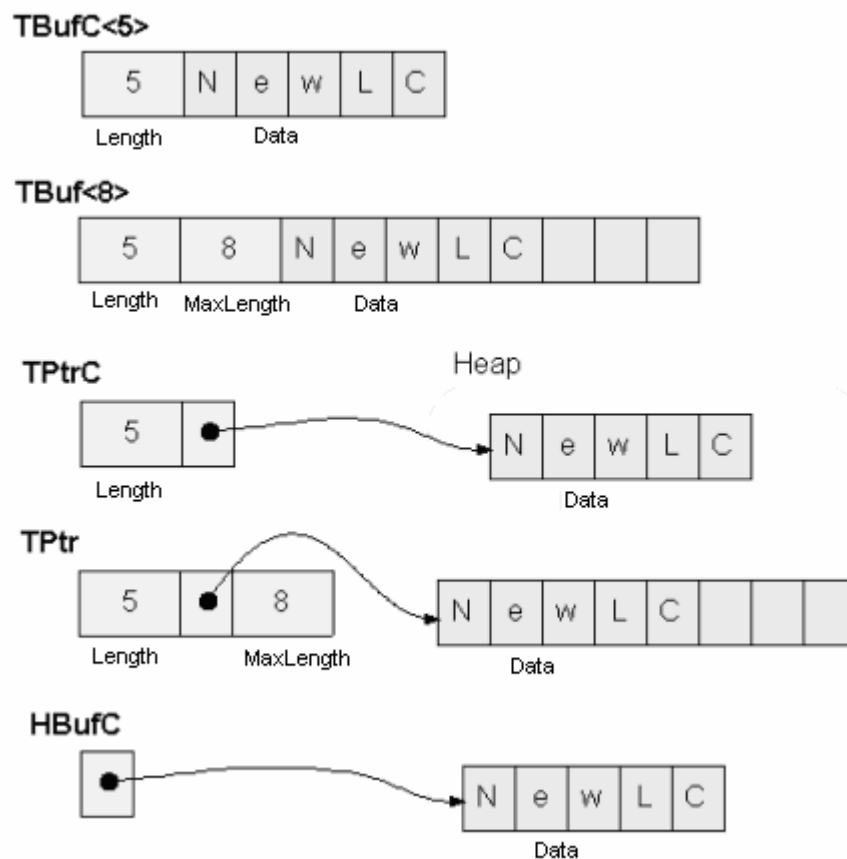 TBufC<5>
5 N e w L C
Length Data
TBuf<8>
5 8 N e w L C
Length MaxLength Data
Heap
TPtrC
5 N e w L C
Length Data
TPtr
5 8 N e w L C
Length MaxLength Data
HBufC
N e w L C
Data